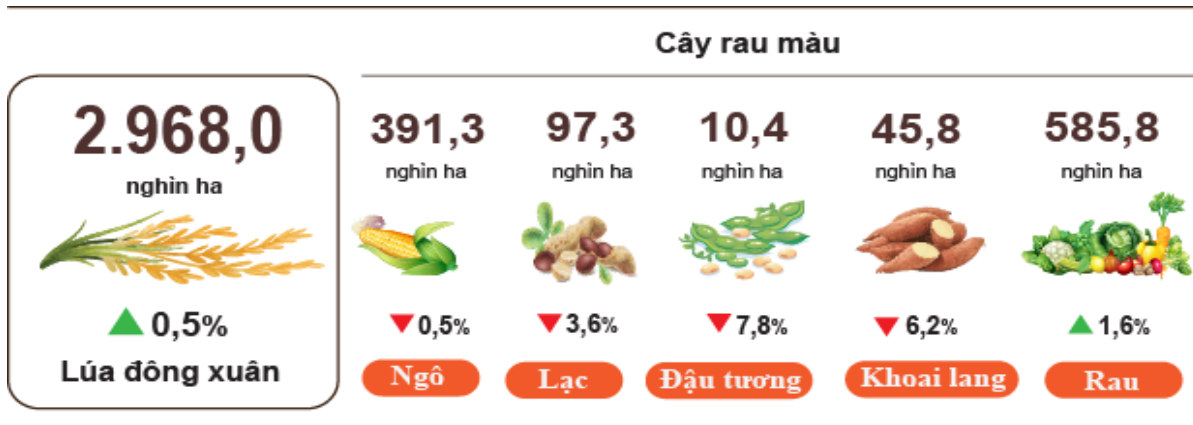 Cây rau màu
2.968,0
nghìn ha
0,5%
Lúa đông xuân
391,3
nghìn ha
0,5%
Ngô
97,3
nghìn ha
3,6%
Lạc
10,4
nghìn ha
7,8%
Đậu tương
45,8
nghìn ha
6,2%
Khoai lang
585,8
nghìn ha
1,6%
Rau